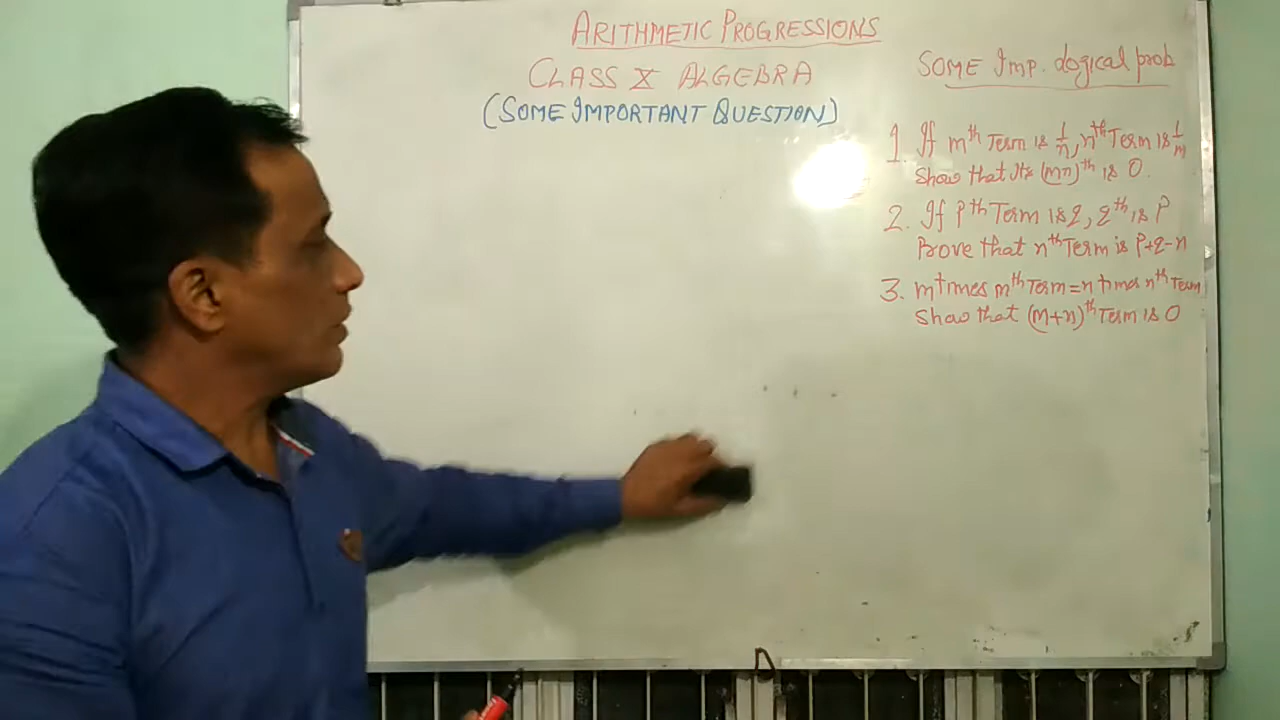 ARITHMETIC PROGRESSIONS
CLASS X ALGEBRA
(SOME IMPORTANT QUESTION)
SOME Imp. logical prob
1. If mth Term is 1/n, nth Term is 1/m
Show that its (mn)th is 0.
2. If pth Term is q, qth is p
Prove that nth Term is p+q-n
3. m times mth Term = n times nth Term
Show that (m+n)th Term is 0